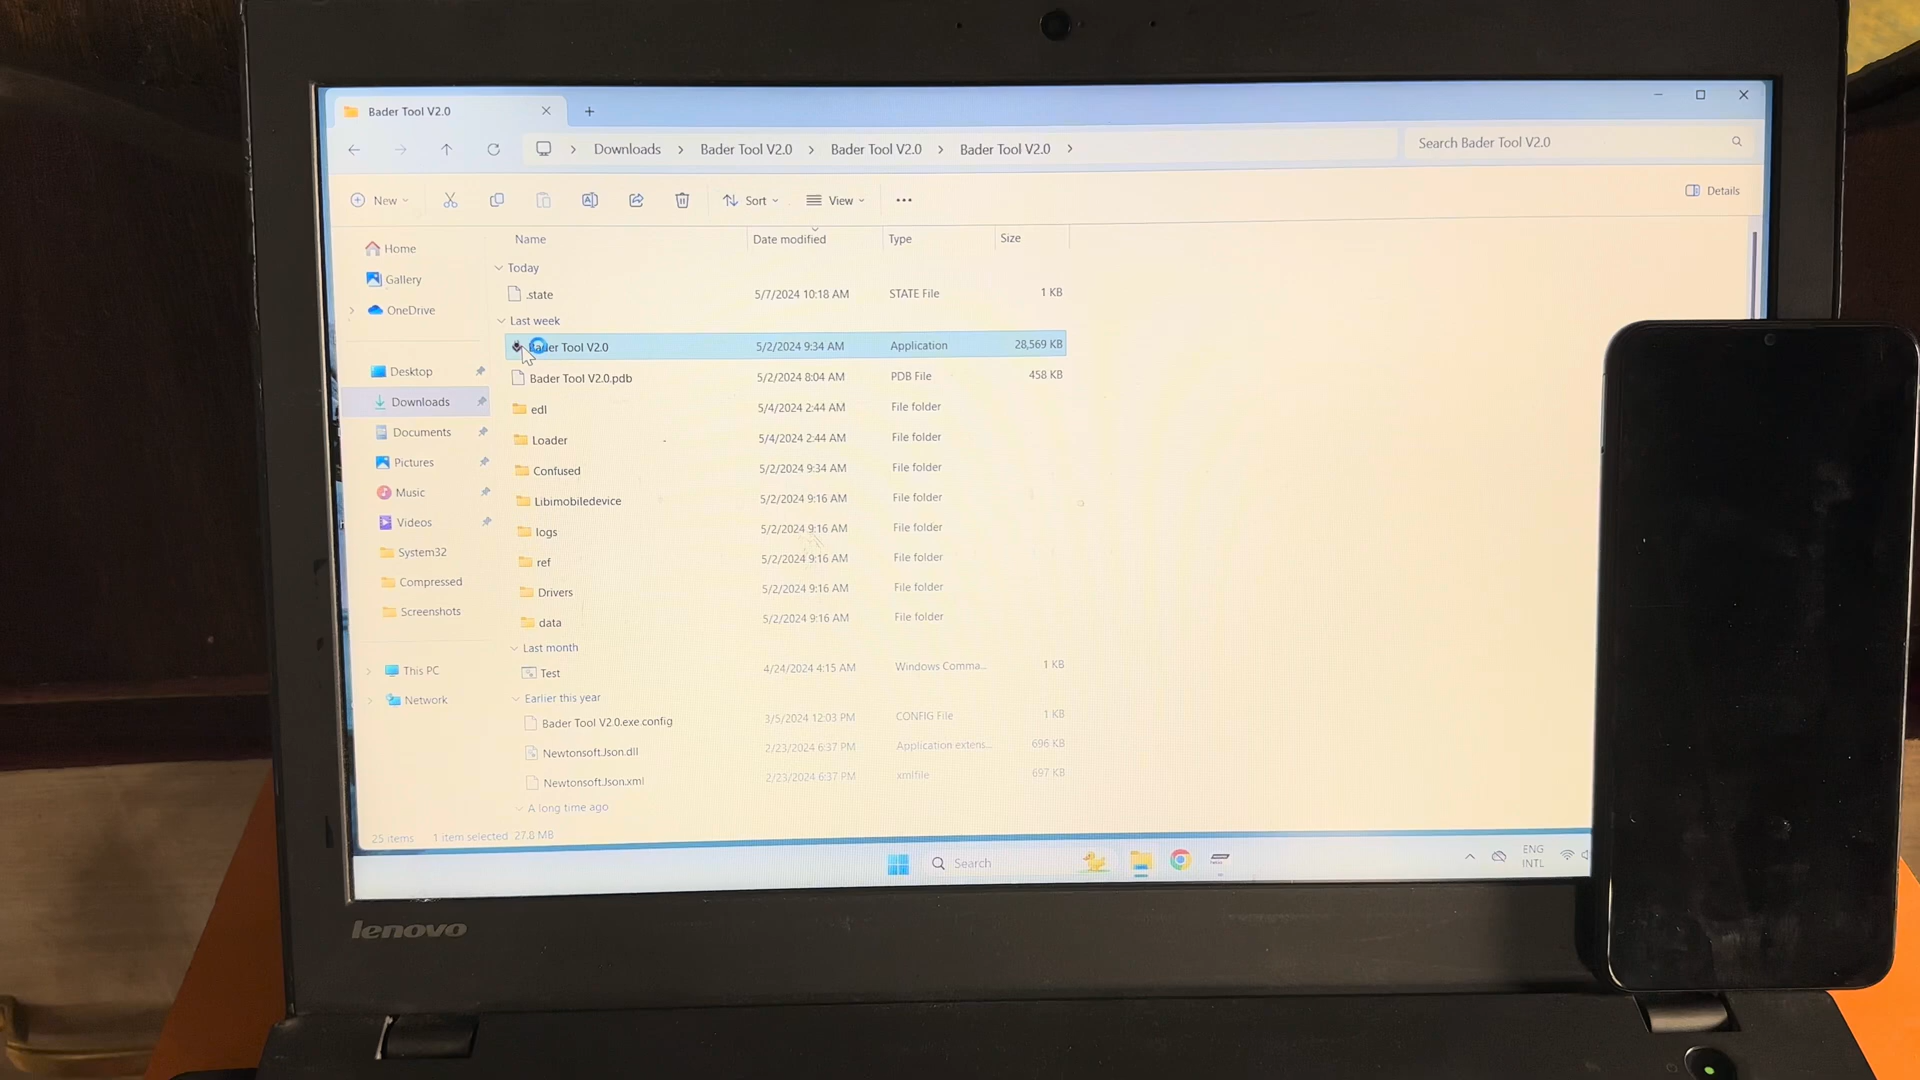 Bader Tool V2.0
Downloads > Bader Tool V2.0 > Bader Tool V2.0 > Bader Tool V2.0 >
Search Bader Tool V2.0
New
Sort
View
Details
Name Date modified Type Size
Home
Gallery
OneDrive
Desktop
Downloads
Documents
Pictures
Music
Videos
System32
Compressed
Screenshots
This PC
Network
Today
.state 5/7/2024 10:18 AM STATE File 1 KB
Last week
Bader Tool V2.0 5/2/2024 9:34 AM Application 28,569 KB
Bader Tool V2.0.pdb 5/2/2024 8:04 AM PDB File 458 KB
edl 5/4/2024 2:44 AM File folder
Loader 5/4/2024 2:44 AM File folder
Confused 5/2/2024 9:34 AM File folder
Libimobiledevice 5/2/2024 9:16 AM File folder
logs 5/2/2024 9:16 AM File folder
ref 5/2/2024 9:16 AM File folder
Drivers 5/2/2024 9:16 AM File folder
data 5/2/2024 9:16 AM File folder
Last month
Test 4/24/2024 4:15 AM Windows Comma... 1 KB
Earlier this year
Bader Tool V2.0.exe.config 3/5/2024 12:03 PM CONFIG File 1 KB
Newtonsoft.Json.dll 2/23/2024 6:37 PM Application extens... 696 KB
Newtonsoft.Json.xml 2/23/2024 6:37 PM xmlfile 697 KB
A long time ago
25 items 1 item selected 27.8 MB
Search
ENG
INTL
lenovo